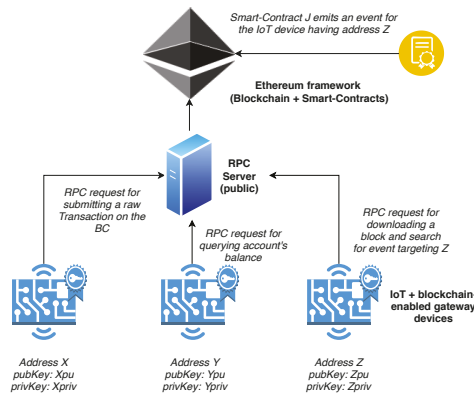 Smart-Contract J emits an event for
the IoT device having address Z
Ethereum framework
(Blockchain + Smart-Contracts)
RPC
Server
(public)
RPC request for
submitting a raw
Transaction on the
BC
RPC request for
querying account's
balance
RPC request for
downloading a
block and search
for event targeting Z
IoT + blockchain-
enabled gateway
devices
Address X
pubKey: Xpu
privKey: Xpriv
Address Y
pubKey: Ypu
privKey: Ypriv
Address Z
pubKey: Zpu
privKey: Zpriv